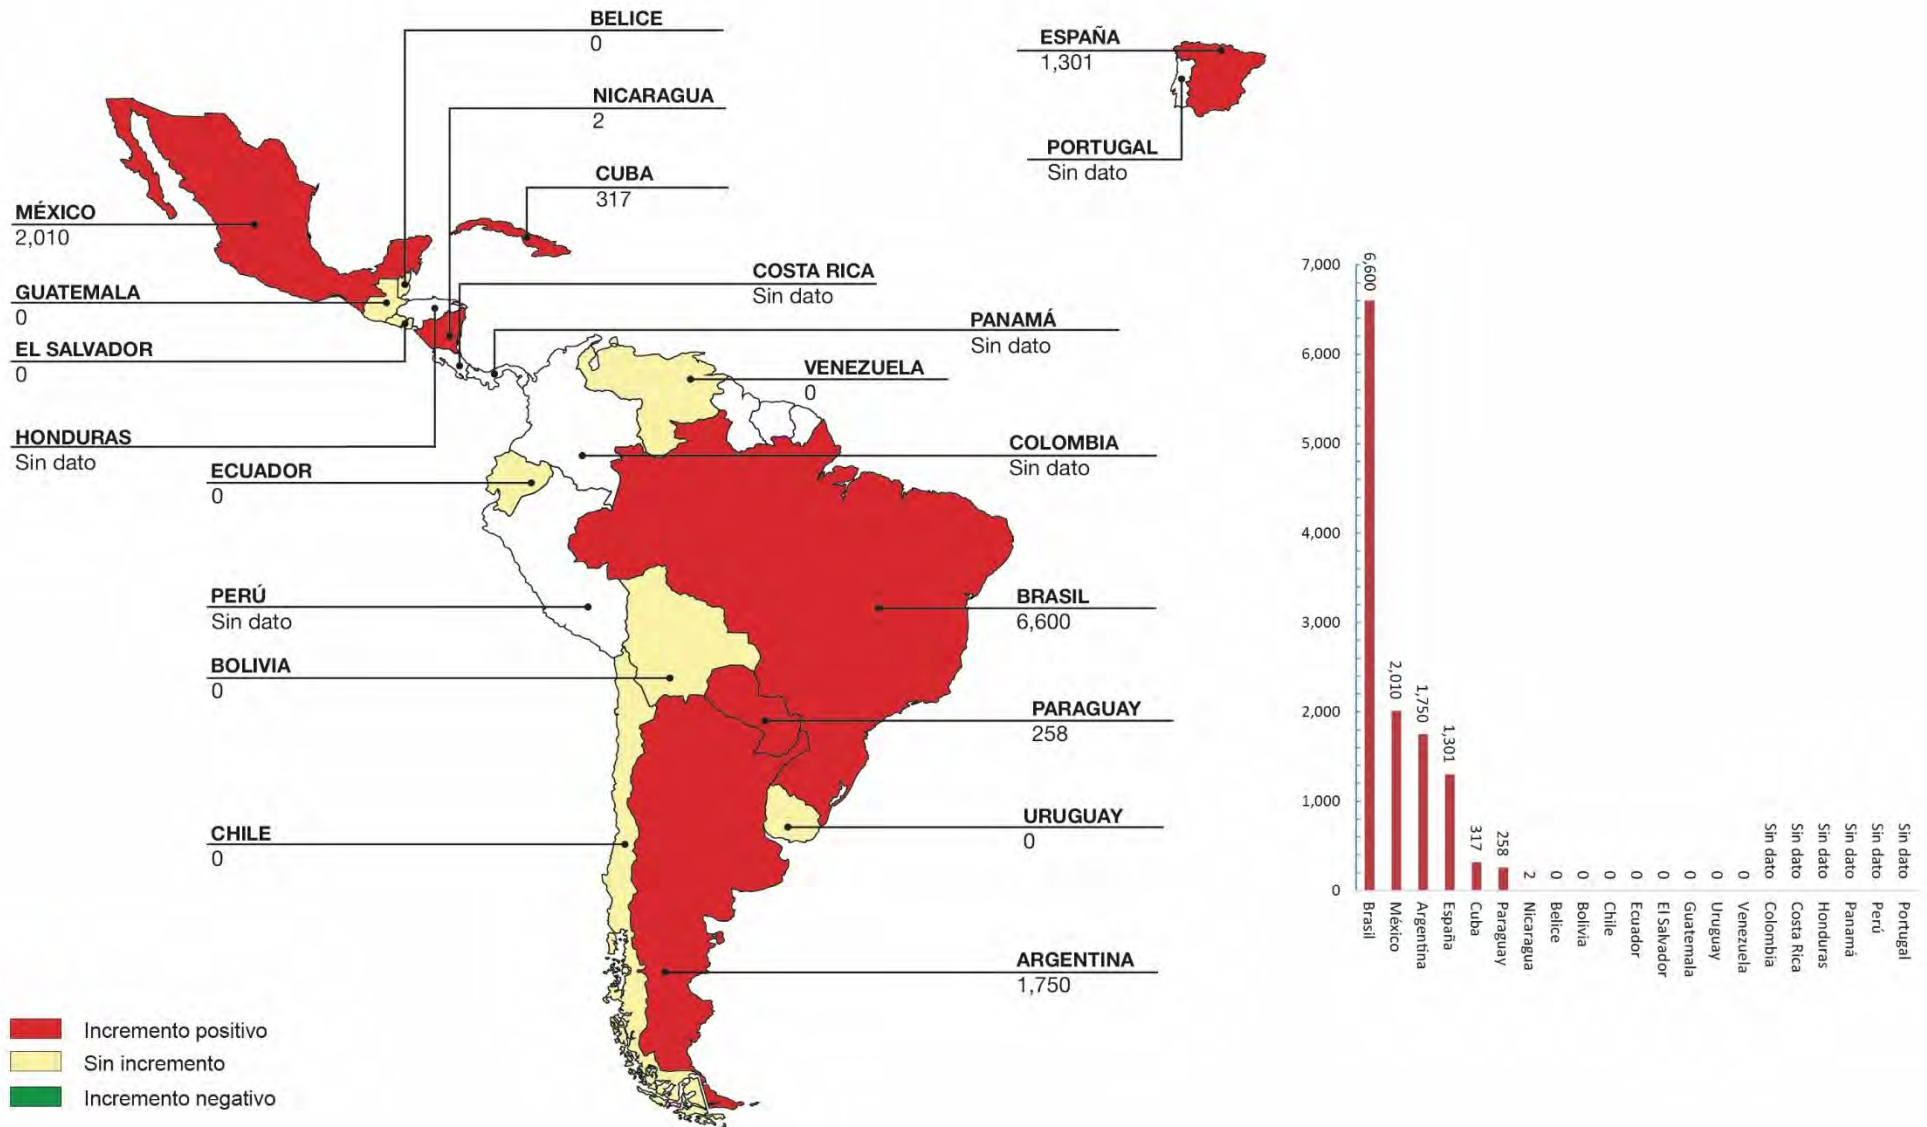 BELICE
0
NICARAGUA
2
CUBA
317
ESPAÑA
1,301
PORTUGAL
Sin dato
MÉXICO
2,010
GUATEMALA
0
EL SALVADOR
0
HONDURAS
Sin dato
COSTA RICA
Sin dato
PANAMÁ
Sin dato
VENEZUELA
0
COLOMBIA
Sin dato
ECUADOR
0
PERÚ
Sin dato
BOLIVIA
0
CHILE
0
BRASIL
6,600
PARAGUAY
258
URUGUAY
0
ARGENTINA
1,750
Incremento positivo
Sin incremento
Incremento negativo
7,000
6,000
5,000
4,000
3,000
2,000
1,000
0
6,600
2,010
1,750
1,301
317
258
2
0
0
0
0
0
0
0
0
Sin dato
Sin dato
Sin dato
Sin dato
Sin dato
Sin dato
Brasil
México
Argentina
España
Cuba
Paraguay
Nicaragua
Belice
Bolivia
Chile
Ecuador
El Salvador
Guatemala
Uruguay
Venezuela
Colombia
Costa Rica
Honduras
Panamá
Perú
Portugal